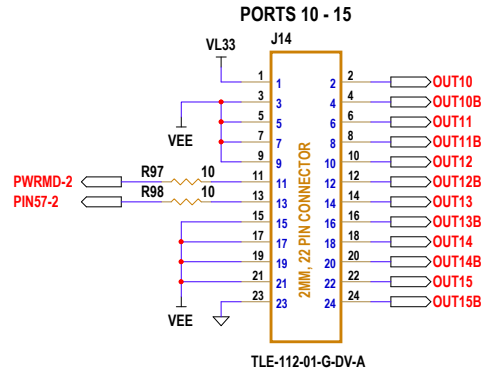 PORTS 10 - 15
J14
VL33
1 1 2 2 OUT10
3 3 4 4 OUT10B
5 5 6 6 OUT11
VEE
7 7 8 8 OUT11B
9 9 10 10 OUT12
R97 10
PWRMD-2 11 11 12 12 OUT12B
R98 10
PIN57-2 13 13 14 14 OUT13
15 15 16 16 OUT13B
17 17 18 18 OUT14
19 19 20 20 OUT14B
21 21 22 22 OUT15
23 23 24 24 OUT15B
VEE
2MM, 22 PIN CONNECTOR
TLE-112-01-G-DV-A